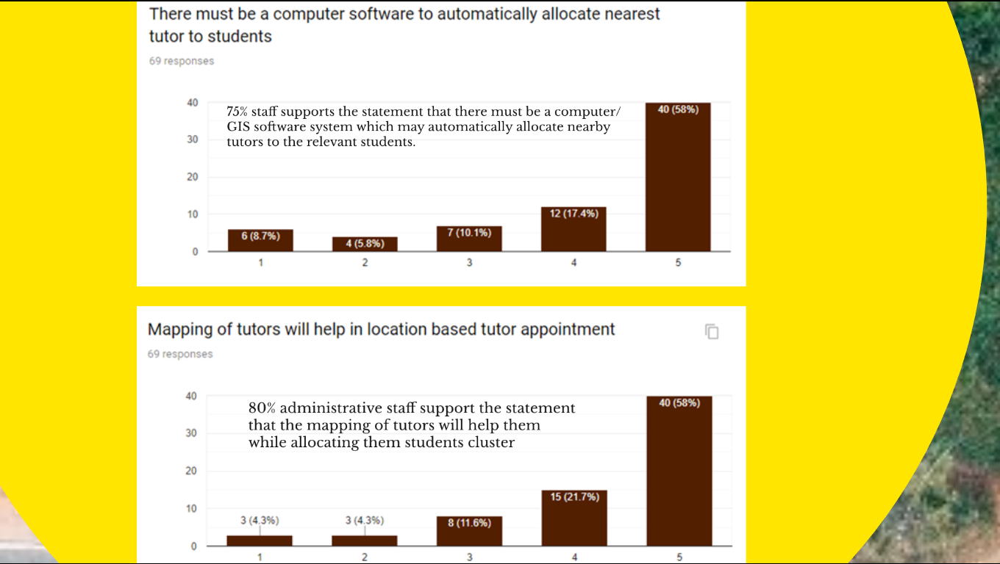 There must be a computer software to automatically allocate nearest
tutor to students
69 responses
40
75% staff supports the statement that there must be a computer/
GIS software system which may automatically allocate nearby
tutors to the relevant students.
40 (58%)
30
20
10
12 (17.4%)
6 (8.7%)
4 (5.8%)
7 (10.1%)
0
1 2 3 4 5
Mapping of tutors will help in location based tutor appointment
69 responses
40
80% administrative staff support the statement
that the mapping of tutors will help them
while allocating them students cluster
40 (58%)
30
20
15 (21.7%)
10
3 (4.3%)
3 (4.3%)
8 (11.6%)
0
1 2 3 4 5